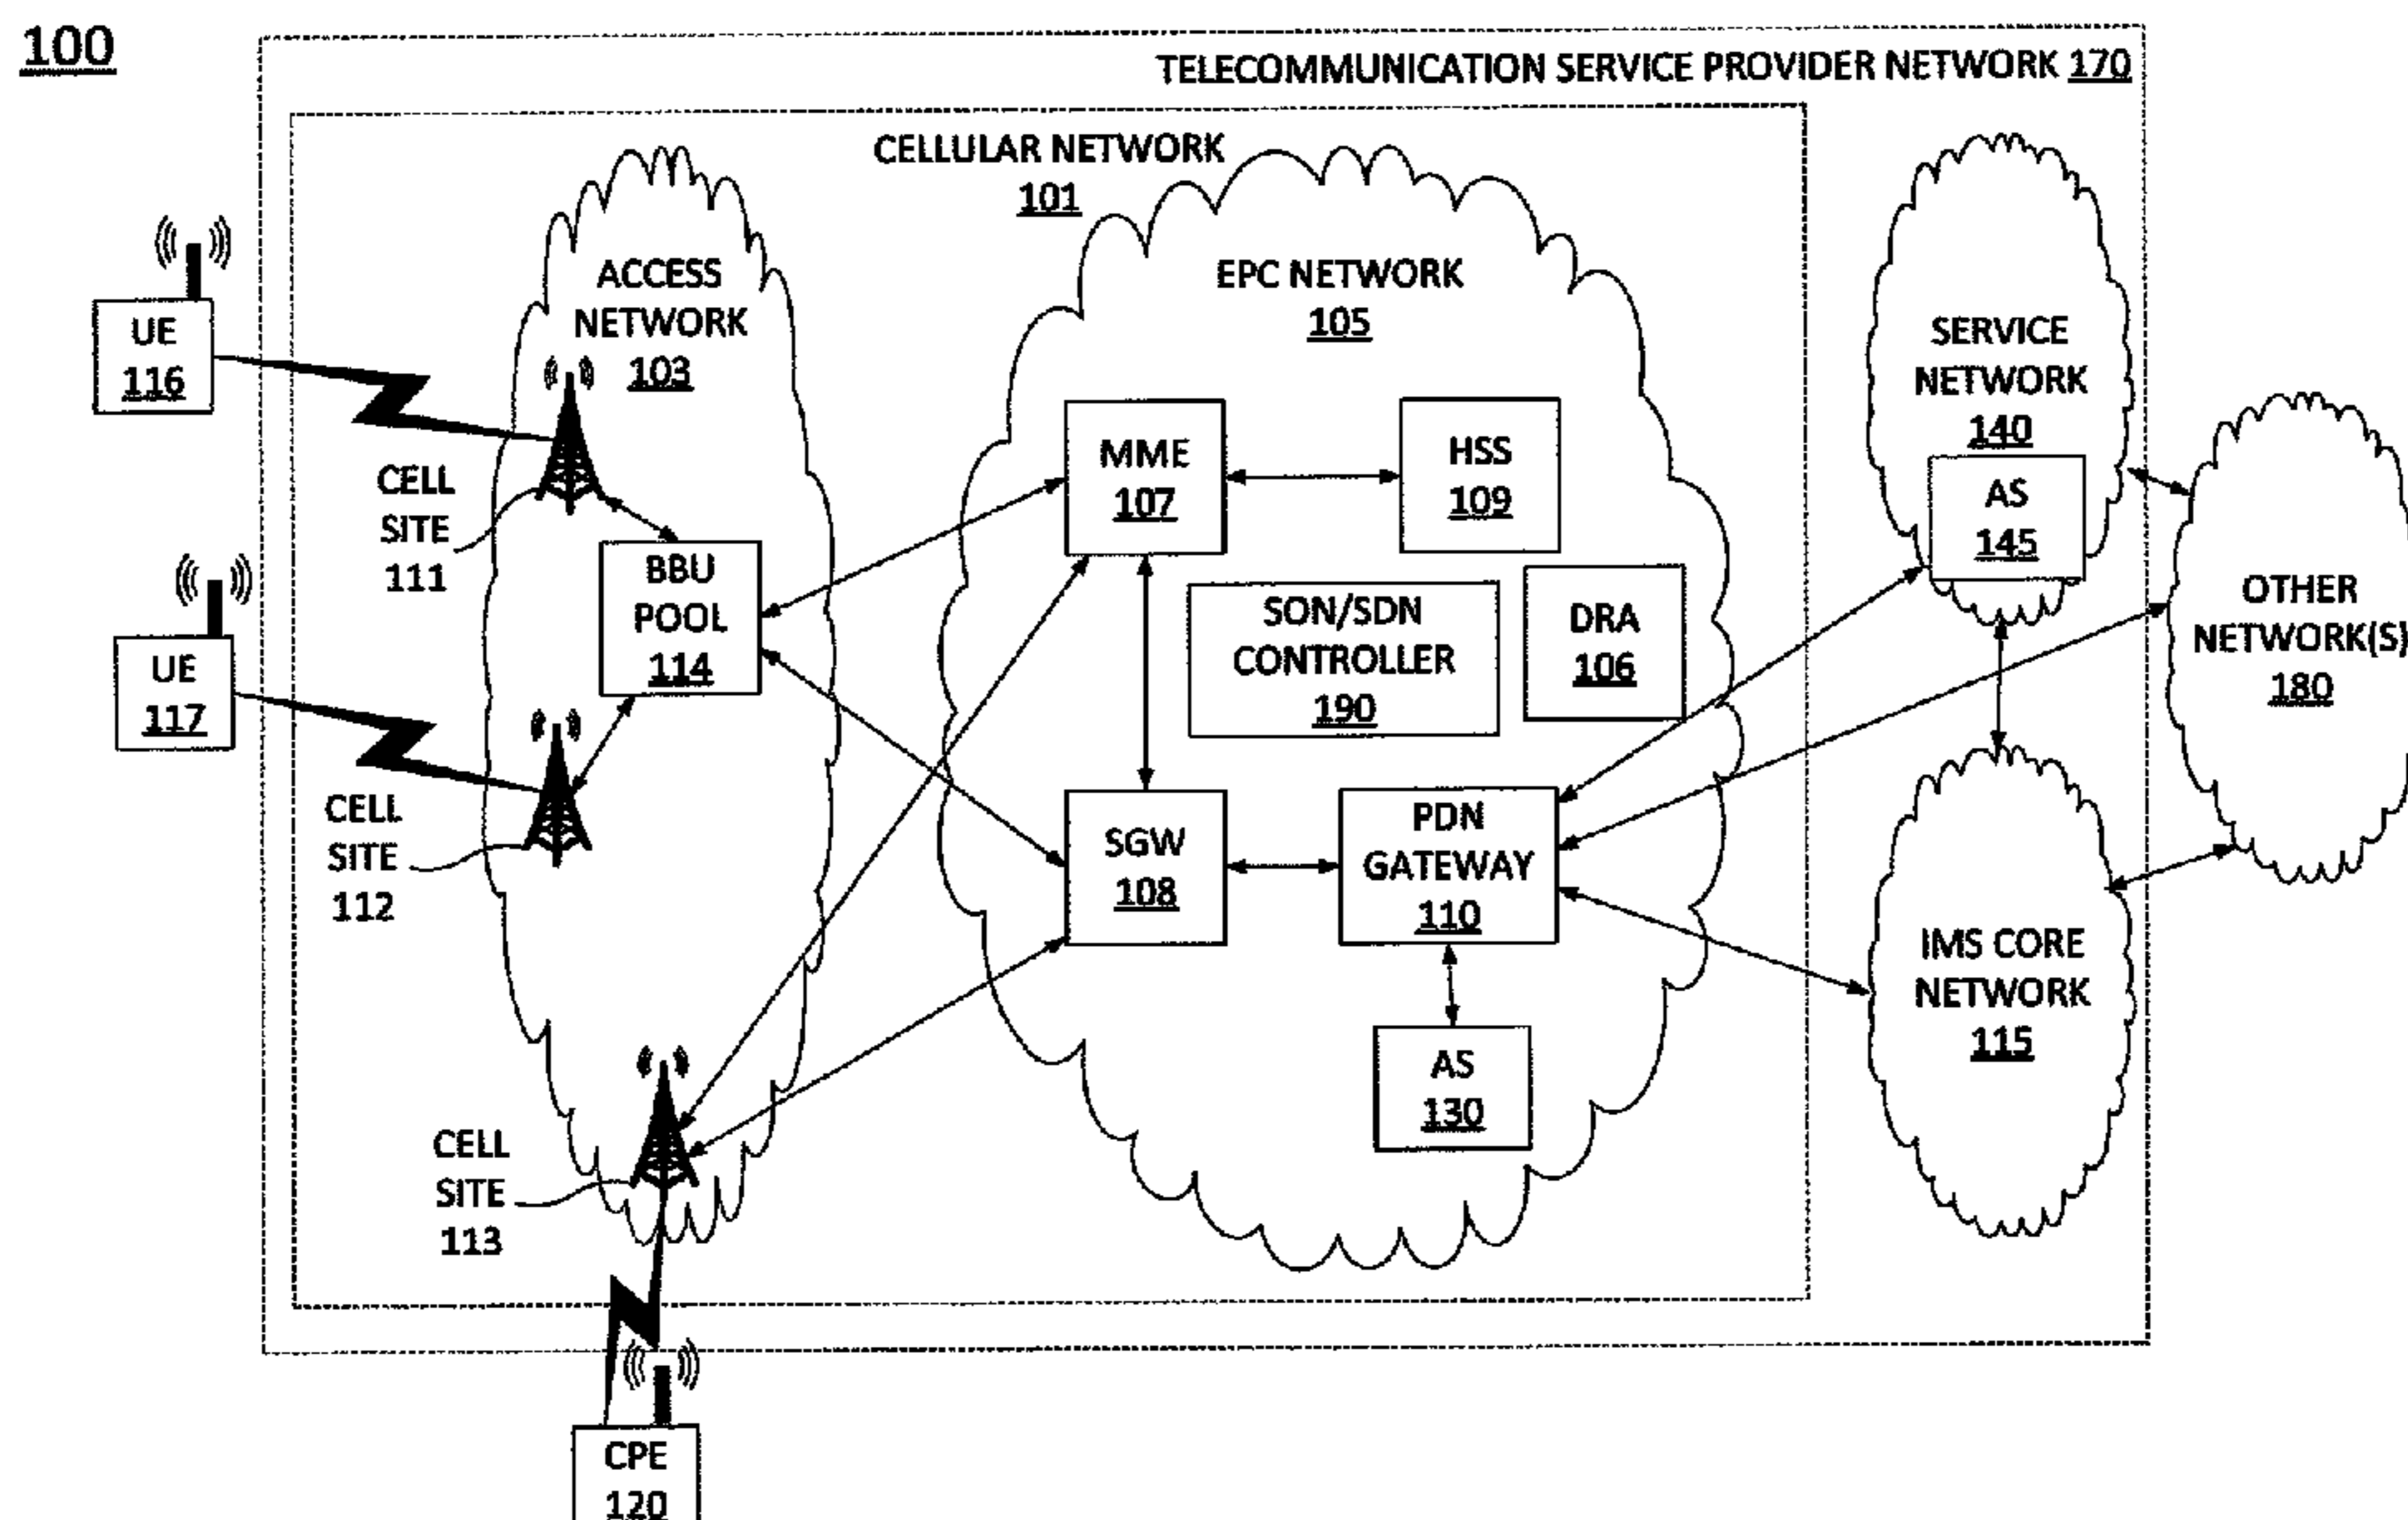 100
TELECOMMUNICATION SERVICE PROVIDER NETWORK 170
CELLULAR NETWORK
101
ACCESS
NETWORK
103
EPC NETWORK
105
UE
116
UE
117
CELL
SITE
111
BBU
POOL
114
CELL
SITE
112
CELL
SITE
113
CPE
120
MME
107
HSS
109
SON/SDN
CONTROLLER
190
DRA
106
SGW
108
PDN
GATEWAY
110
AS
130
SERVICE
NETWORK
140
AS
145
OTHER
NETWORK(S)
180
IMS CORE
NETWORK
115